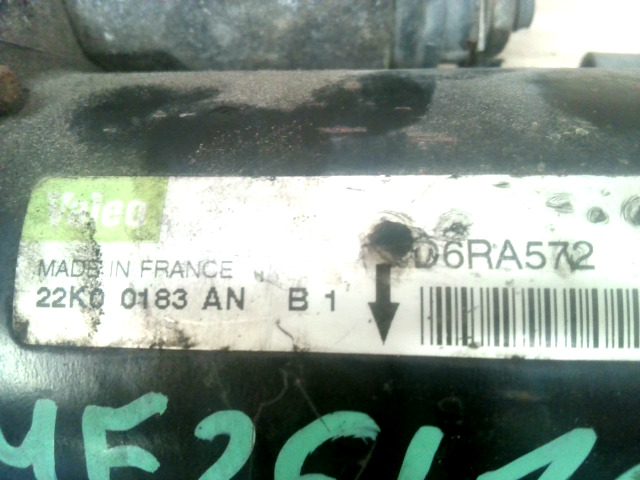 Valeo
D6RA572
MADE IN FRANCE
22K0 0183 AN B 1